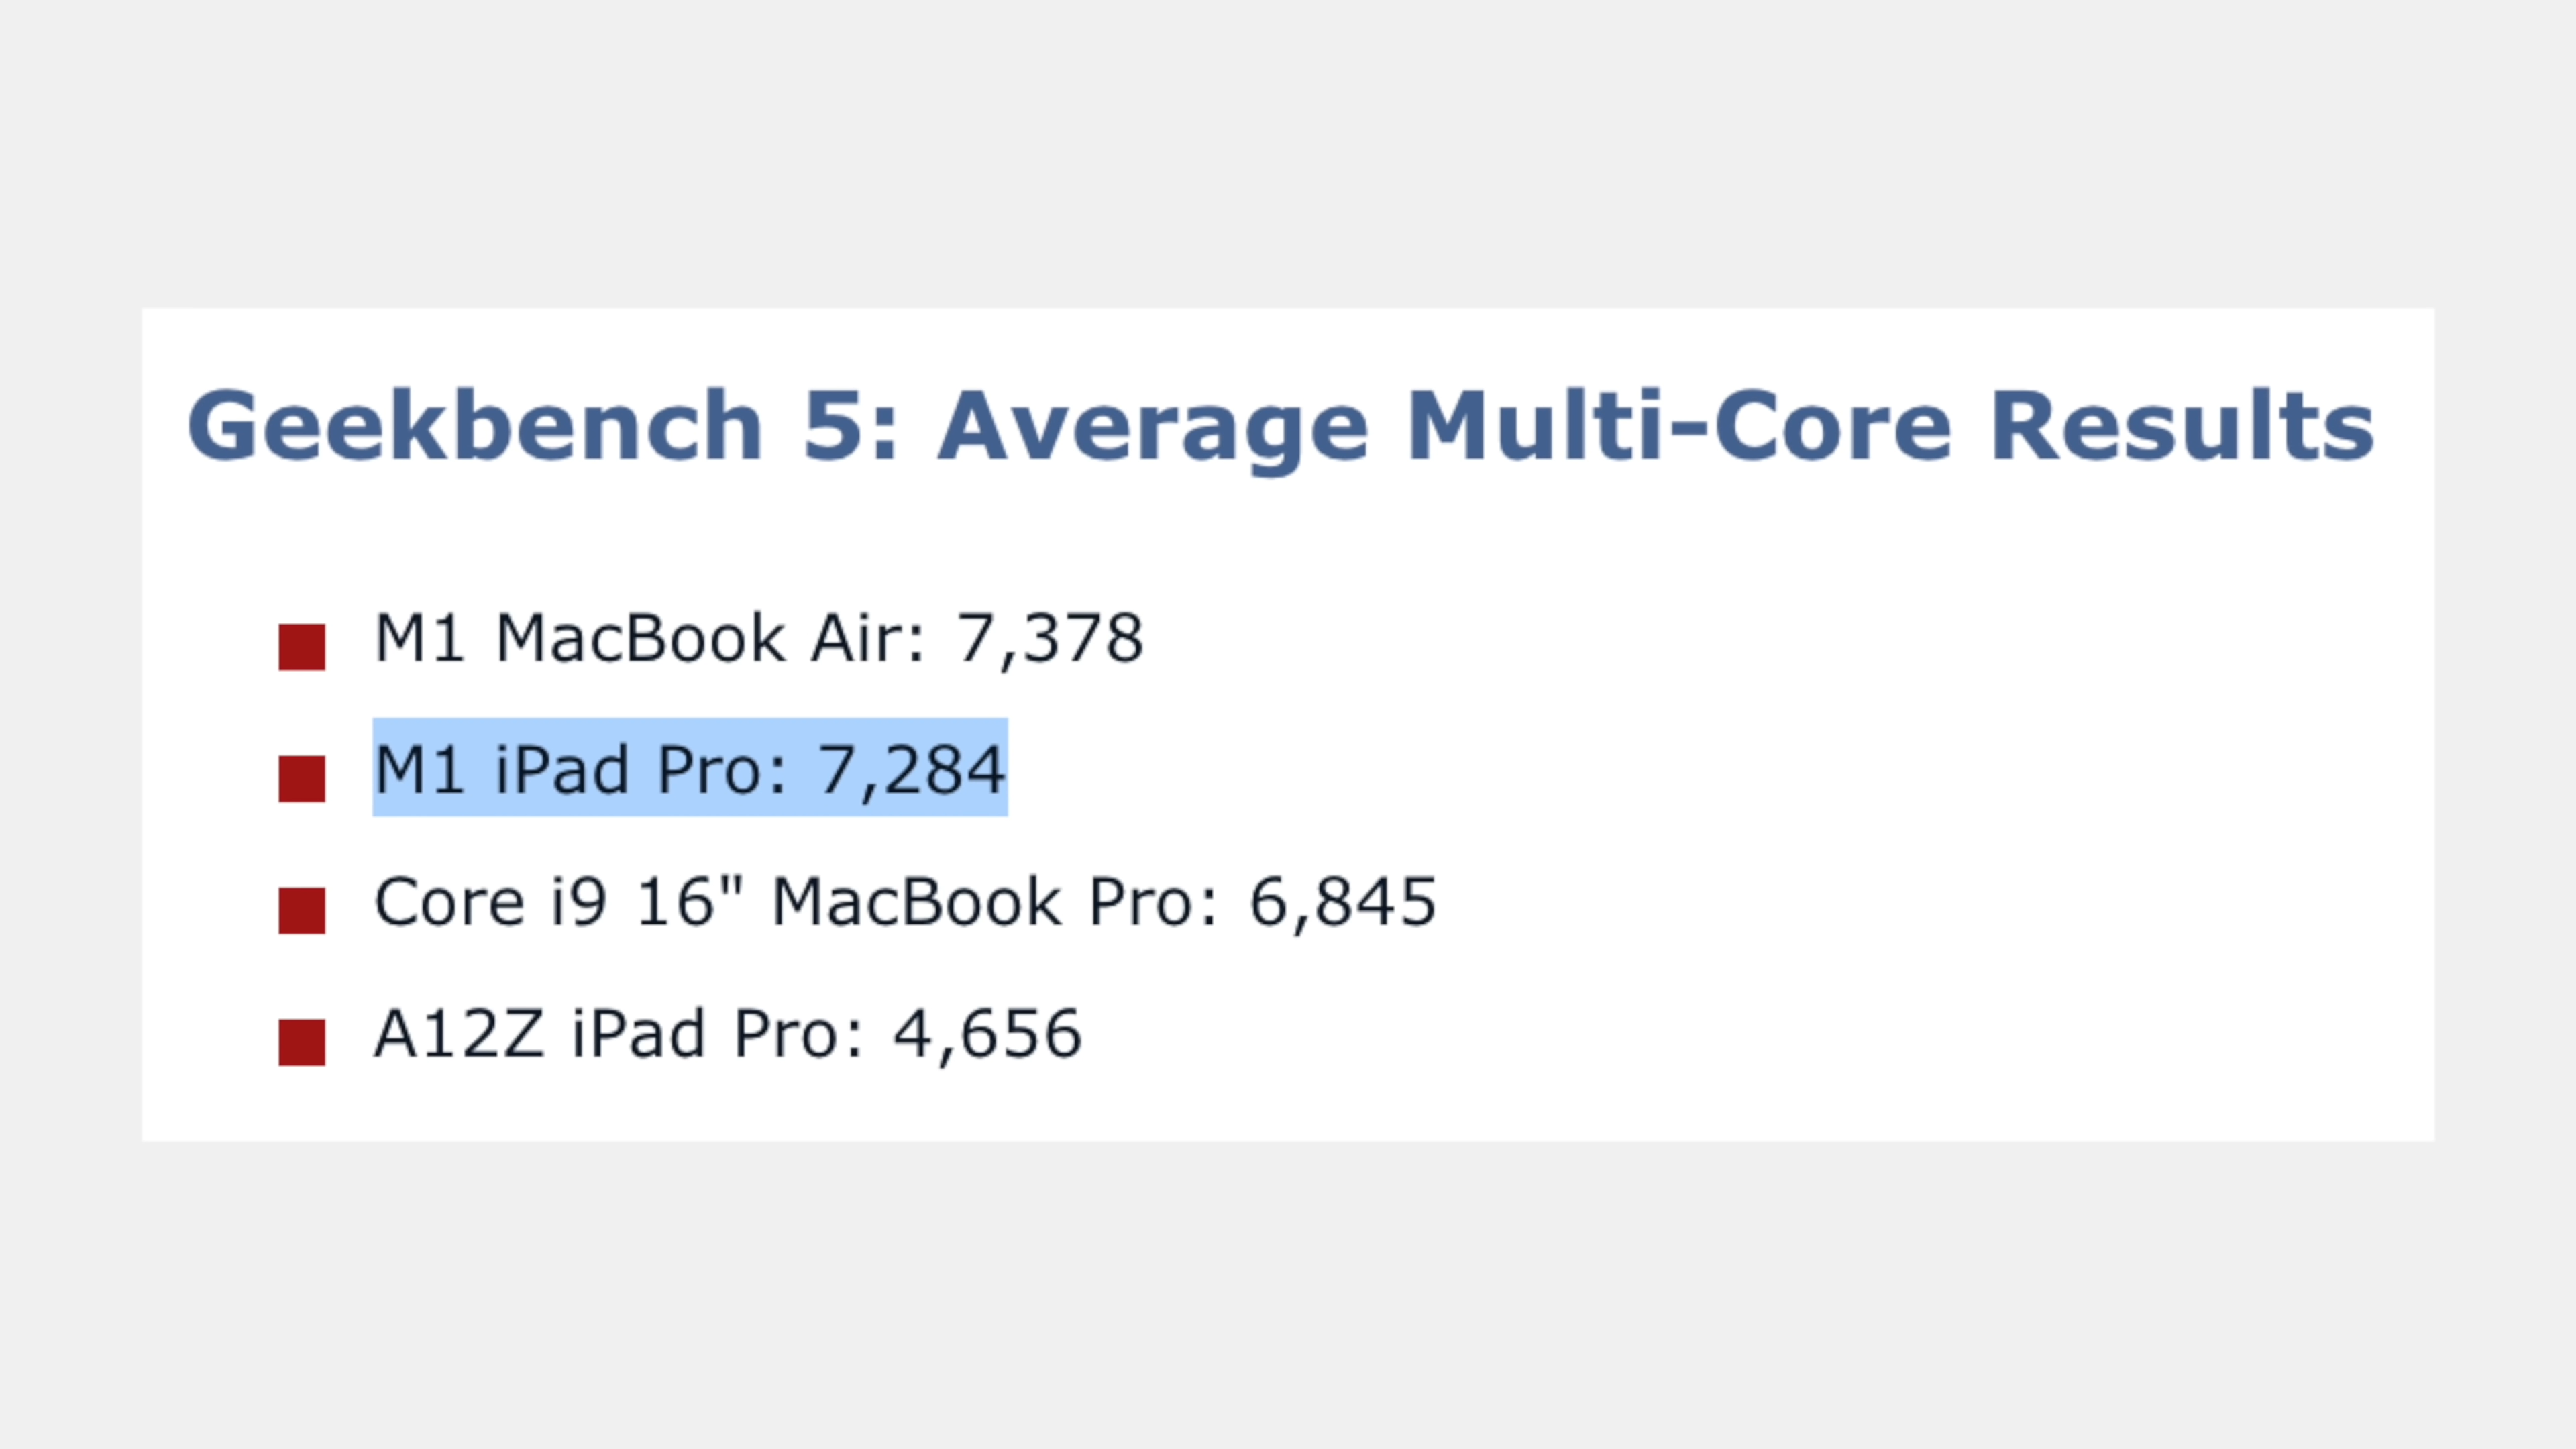 Geekbench 5: Average Multi-Core Results
M1 MacBook Air: 7,378
M1 iPad Pro: 7,284
Core i9 16" MacBook Pro: 6,845
A12Z iPad Pro: 4,656